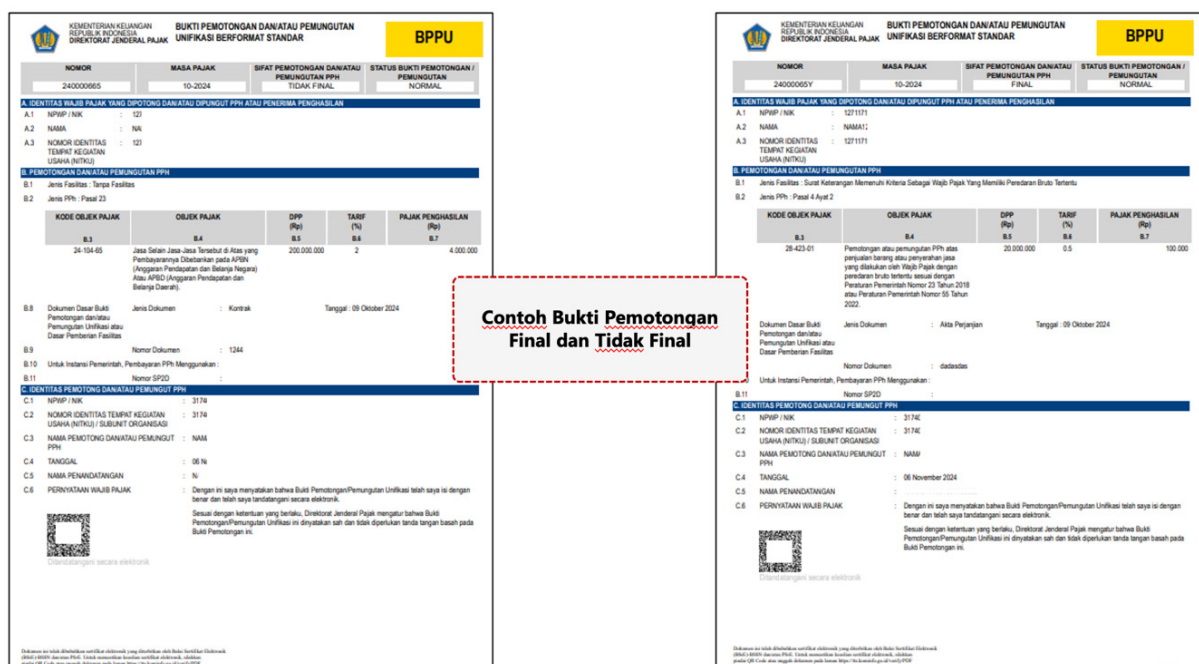 KEMENTERIAN KEUANGAN
REPUBLIK INDONESIA
DIREKTORAT JENDERAL PAJAK
BUKTI PEMOTONGAN DAN/ATAU PEMUNGUTAN
UNIFIKASI BERFORMAT STANDAR
BPPU
NOMOR
MASA PAJAK
SIFAT PEMOTONGAN DAN/ATAU
PEMUNGUTAN PPH
STATUS BUKTI PEMOTONGAN /
PEMUNGUTAN
240000665
10-2024
TIDAK FINAL
NORMAL
A. IDENTITAS WAJIB PAJAK YANG DIPOTONG DAN/ATAU DIPUNGUT PPH ATAU PENERIMA PENGHASILAN
A.1 NPWP / NIK :
A.2 NAMA :
A.3 NOMOR IDENTITAS :
TEMPAT KEGIATAN
USAHA (NITKU)
B. PEMOTONGAN DAN/ATAU PEMUNGUTAN PPH
B.1 Jenis Fasilitas : Tanpa Fasilitas
B.2 Jenis PPh : Pasal 23
KODE OBJEK PAJAK OBJEK PAJAK DPP (Rp) TARIF (%) PAJAK PENGHASILAN (Rp)
B.3 B.4 B.5 B.6 B.7
24-104-65 Jasa Selain Jasa-Jasa Tersebut di Atas yang 200.000.000 2 4.000.000
Pembayarannya Dibebankan pada APBN
(Anggaran Pendapatan dan Belanja Negara)
Atau APBD (Anggaran Pendapatan dan
Belanja Daerah).
B.8 Dokumen Dasar Bukti Jenis Dokumen : Kontrak Tanggal : 09 Oktober 2024
Pemotongan dan/atau
Pemungutan Unifikasi atau
Dasar Pemberian Fasilitas
B.9 Nomor Dokumen : 1244
B.10 Untuk Instansi Pemerintah, Pembayaran PPh Menggunakan :
B.11 Nomor SP2D :
C. IDENTITAS PEMOTONG DAN/ATAU PEMUNGUT PPH
C.1 NPWP / NIK : 3174
C.2 NOMOR IDENTITAS TEMPAT KEGIATAN : 3174
USAHA (NITKU) / SUBUNIT ORGANISASI
C.3 NAMA PEMOTONG DAN/ATAU PEMUNGUT : NAM
PPH
C.4 TANGGAL : 06
C.5 NAMA PENANDATANGAN :
C.6 PERNYATAAN WAJIB PAJAK : Dengan ini saya menyatakan bahwa Bukti Pemotongan/Pemungutan Unifikasi telah saya isi dengan
benar dan telah saya tandatangani secara elektronik.
Sesuai dengan ketentuan yang berlaku, Direktorat Jenderal Pajak mengatur bahwa Bukti
Pemotongan/Pemungutan Unifikasi ini dinyatakan sah dan tidak diperlukan tanda tangan basah pada
Bukti Pemotongan ini.
Ditandatangani secara elektronik
Contoh Bukti Pemotongan
Final dan Tidak Final
KEMENTERIAN KEUANGAN
REPUBLIK INDONESIA
DIREKTORAT JENDERAL PAJAK
BUKTI PEMOTONGAN DAN/ATAU PEMUNGUTAN
UNIFIKASI BERFORMAT STANDAR
BPPU
NOMOR
MASA PAJAK
SIFAT PEMOTONGAN DAN/ATAU
PEMUNGUTAN PPH
STATUS BUKTI PEMOTONGAN /
PEMUNGUTAN
24000065Y
10-2024
FINAL
NORMAL
A. IDENTITAS WAJIB PAJAK YANG DIPOTONG DAN/ATAU DIPUNGUT PPH ATAU PENERIMA PENGHASILAN
A.1 NPWP / NIK : 1271171
A.2 NAMA : NAMA12
A.3 NOMOR IDENTITAS : 1271171
TEMPAT KEGIATAN
USAHA (NITKU)
B. PEMOTONGAN DAN/ATAU PEMUNGUTAN PPH
B.1 Jenis Fasilitas : Surat Keterangan Memenuhi Kriteria Sebagai Wajib Pajak Yang Memiliki Peredaran Bruto Tertentu
B.2 Jenis PPh : Pasal 4 Ayat 2
KODE OBJEK PAJAK OBJEK PAJAK DPP (Rp) TARIF (%) PAJAK PENGHASILAN (Rp)
B.3 B.4 B.5 B.6 B.7
28-423-01 Pemotongan atau pemungutan PPh atas 20.000.000 0.5 100.000
penjualan barang atau penyerahan jasa
yang dilakukan oleh Wajib Pajak dengan
peredaran bruto tertentu sesuai dengan
Peraturan Pemerintah Nomor 23 Tahun 2018
atau Peraturan Pemerintah Nomor 55 Tahun
2022.
Dokumen Dasar Bukti Jenis Dokumen : Akta Perjanjian Tanggal : 09 Oktober 2024
Pemotongan dan/atau
Pemungutan Unifikasi atau
Dasar Pemberian Fasilitas
Nomor Dokumen : dadasdas
Untuk Instansi Pemerintah, Pembayaran PPh Menggunakan :
B.11 Nomor SP2D :
C. IDENTITAS PEMOTONG DAN/ATAU PEMUNGUT PPH
C.1 NPWP / NIK : 3174
C.2 NOMOR IDENTITAS TEMPAT KEGIATAN : 3174
USAHA (NITKU) / SUBUNIT ORGANISASI
C.3 NAMA PEMOTONG DAN/ATAU PEMUNGUT : NAM
PPH
C.4 TANGGAL : 06 November 2024
C.5 NAMA PENANDATANGAN :
C.6 PERNYATAAN WAJIB PAJAK : Dengan ini saya menyatakan bahwa Bukti Pemotongan/Pemungutan Unifikasi telah saya isi dengan
benar dan telah saya tandatangani secara elektronik.
Sesuai dengan ketentuan yang berlaku, Direktorat Jenderal Pajak mengatur bahwa Bukti
Pemotongan/Pemungutan Unifikasi ini dinyatakan sah dan tidak diperlukan tanda tangan basah pada
Bukti Pemotongan ini.
Ditandatangani secara elektronik